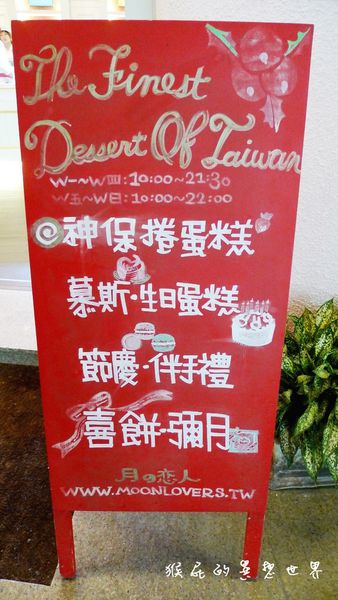 The Finest
Dessert Of Taiwan
W一~W四:10:00~21:30
W五~W日:10:00~22:00
神保捲蛋糕
慕斯·生日蛋糕
節慶·伴手禮
喜餅·彌月
月の恋人
WWW.MOONLOVERS.TW
猴屁的異想世界